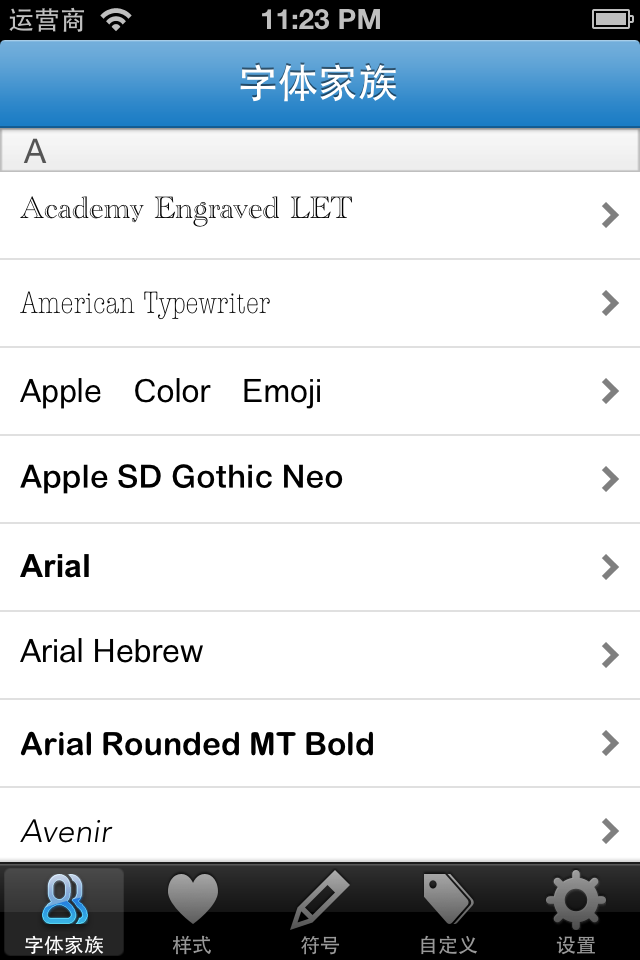 运营商 11:23 PM
字体家族
A
Academy Engraved LET
American Typewriter
Apple Color Emoji
Apple SD Gothic Neo
Arial
Arial Hebrew
Arial Rounded MT Bold
Avenir
字体家族 样式 符号 自定义 设置